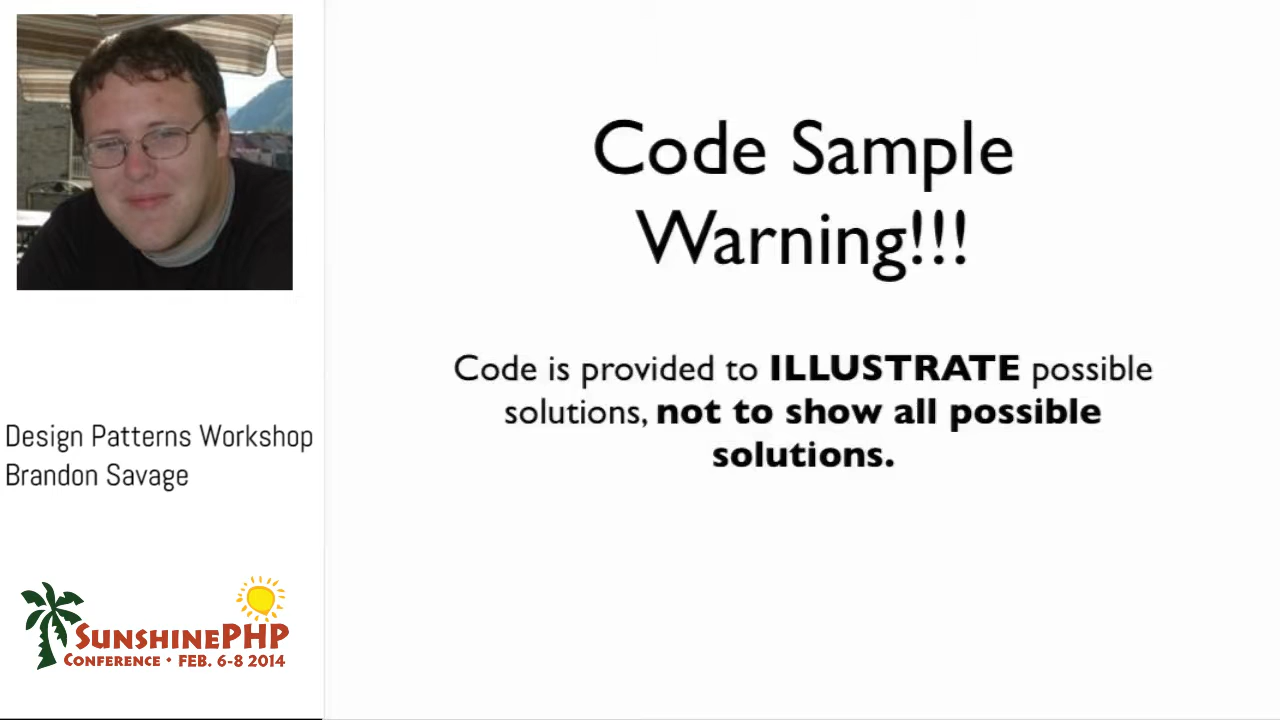 Code Sample
Warning!!!
Code is provided to ILLUSTRATE possible
solutions, not to show all possible
solutions.
Design Patterns Workshop
Brandon Savage
SUNSHINEPHP
CONFERENCE • FEB. 6-8 2014